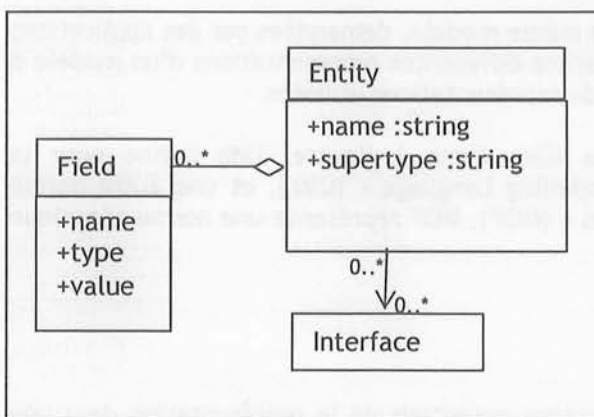 Entity
+name :string
+supertype :string
Field
0..*
+name
+type
+value
0..*
0..*
Interface